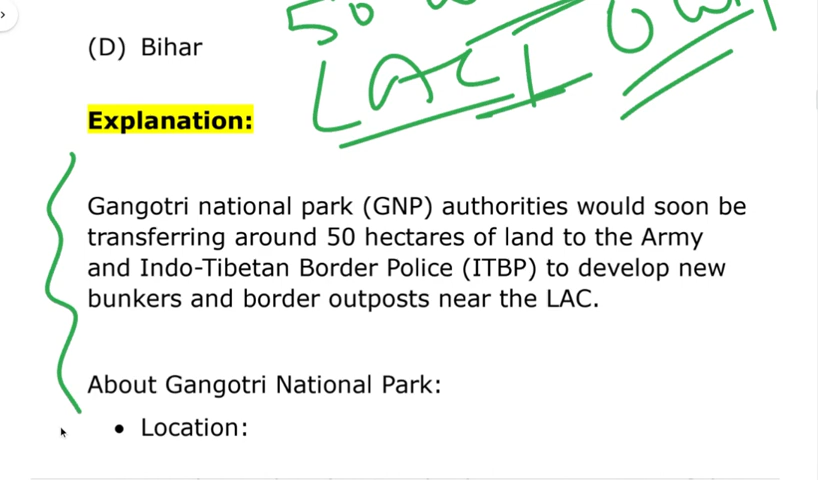 50
(D) Bihar
LAC
Explanation:
Gangotri national park (GNP) authorities would soon be
transferring around 50 hectares of land to the Army
and Indo-Tibetan Border Police (ITBP) to develop new
bunkers and border outposts near the LAC.
About Gangotri National Park:
• Location: